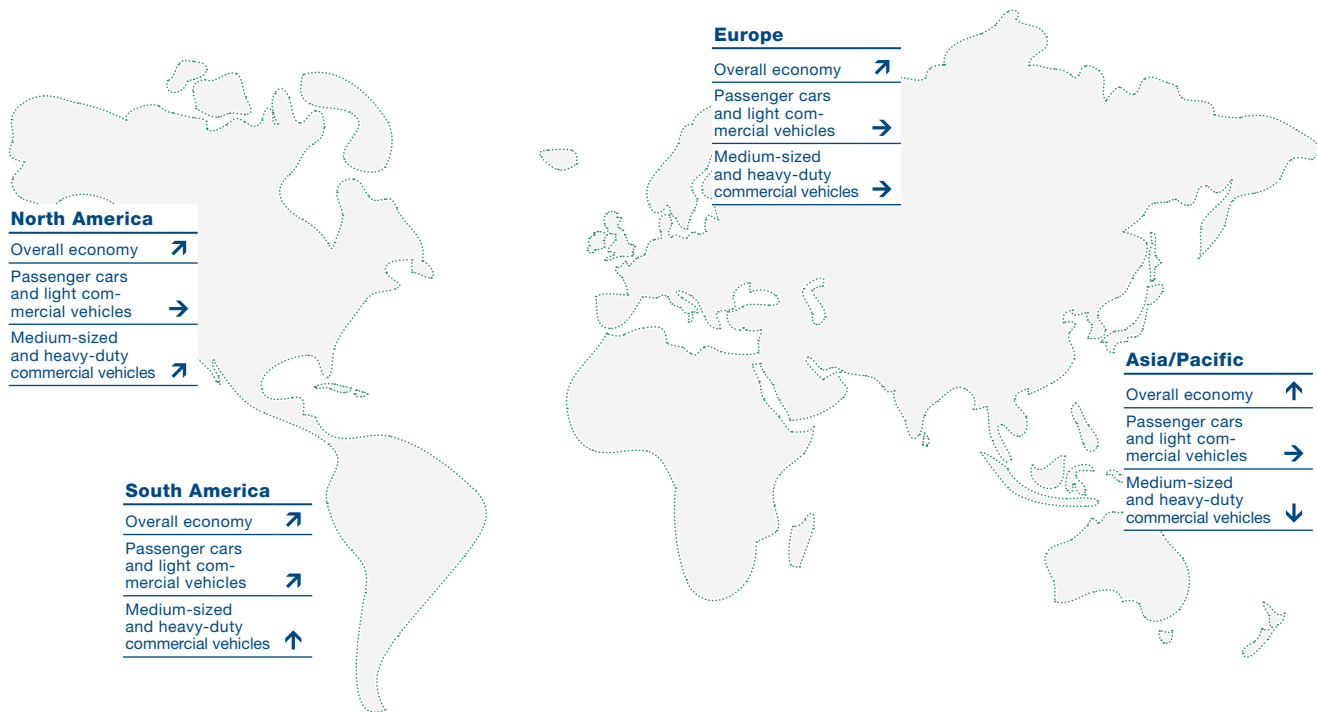 Europe
Overall economy ↗
Passenger cars
and light com-
mercial vehicles →
Medium-sized
and heavy-duty
commercial vehicles →
North America
Overall economy ↗
Passenger cars
and light com-
mercial vehicles →
Medium-sized
and heavy-duty
commercial vehicles ↗
Asia/Pacific
Overall economy ↑
Passenger cars
and light com-
mercial vehicles →
Medium-sized
and heavy-duty
commercial vehicles ↓
South America
Overall economy ↗
Passenger cars
and light com-
mercial vehicles ↗
Medium-sized
and heavy-duty
commercial vehicles ↑